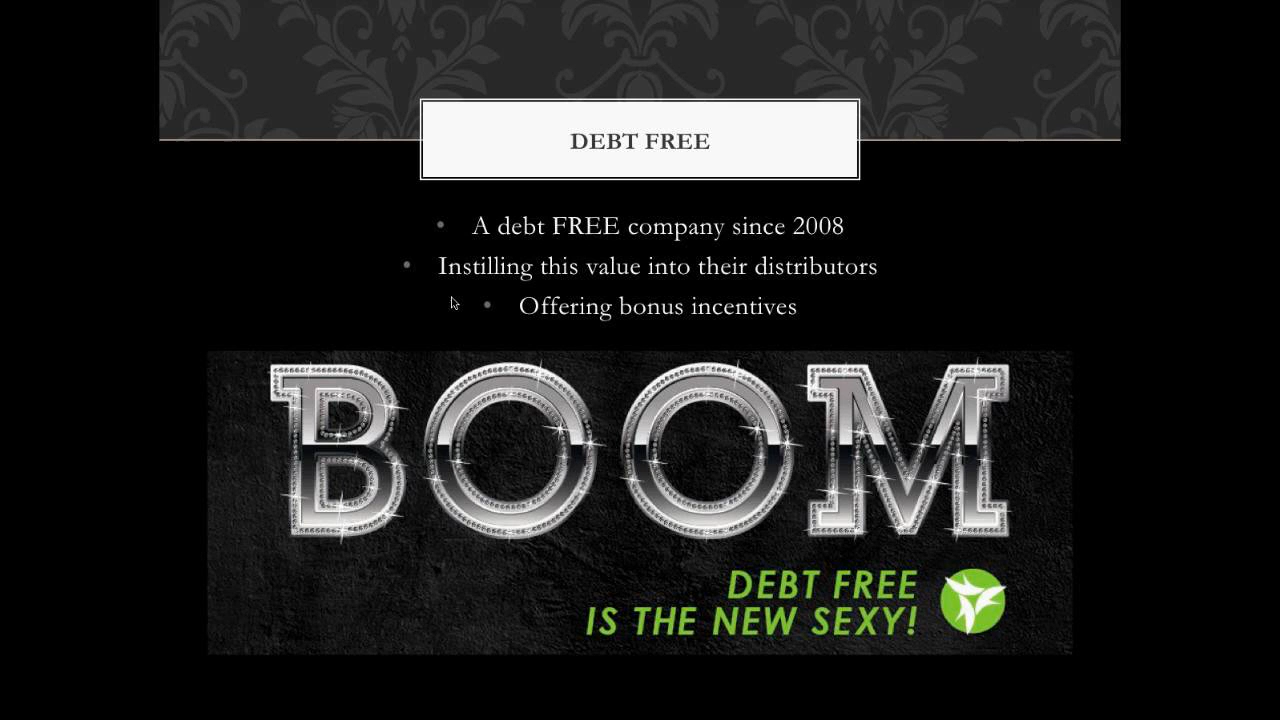 DEBT FREE
• A debt FREE company since 2008
• Instilling this value into their distributors
• Offering bonus incentives
BOOM
DEBT FREE
IS THE NEW SEXY!